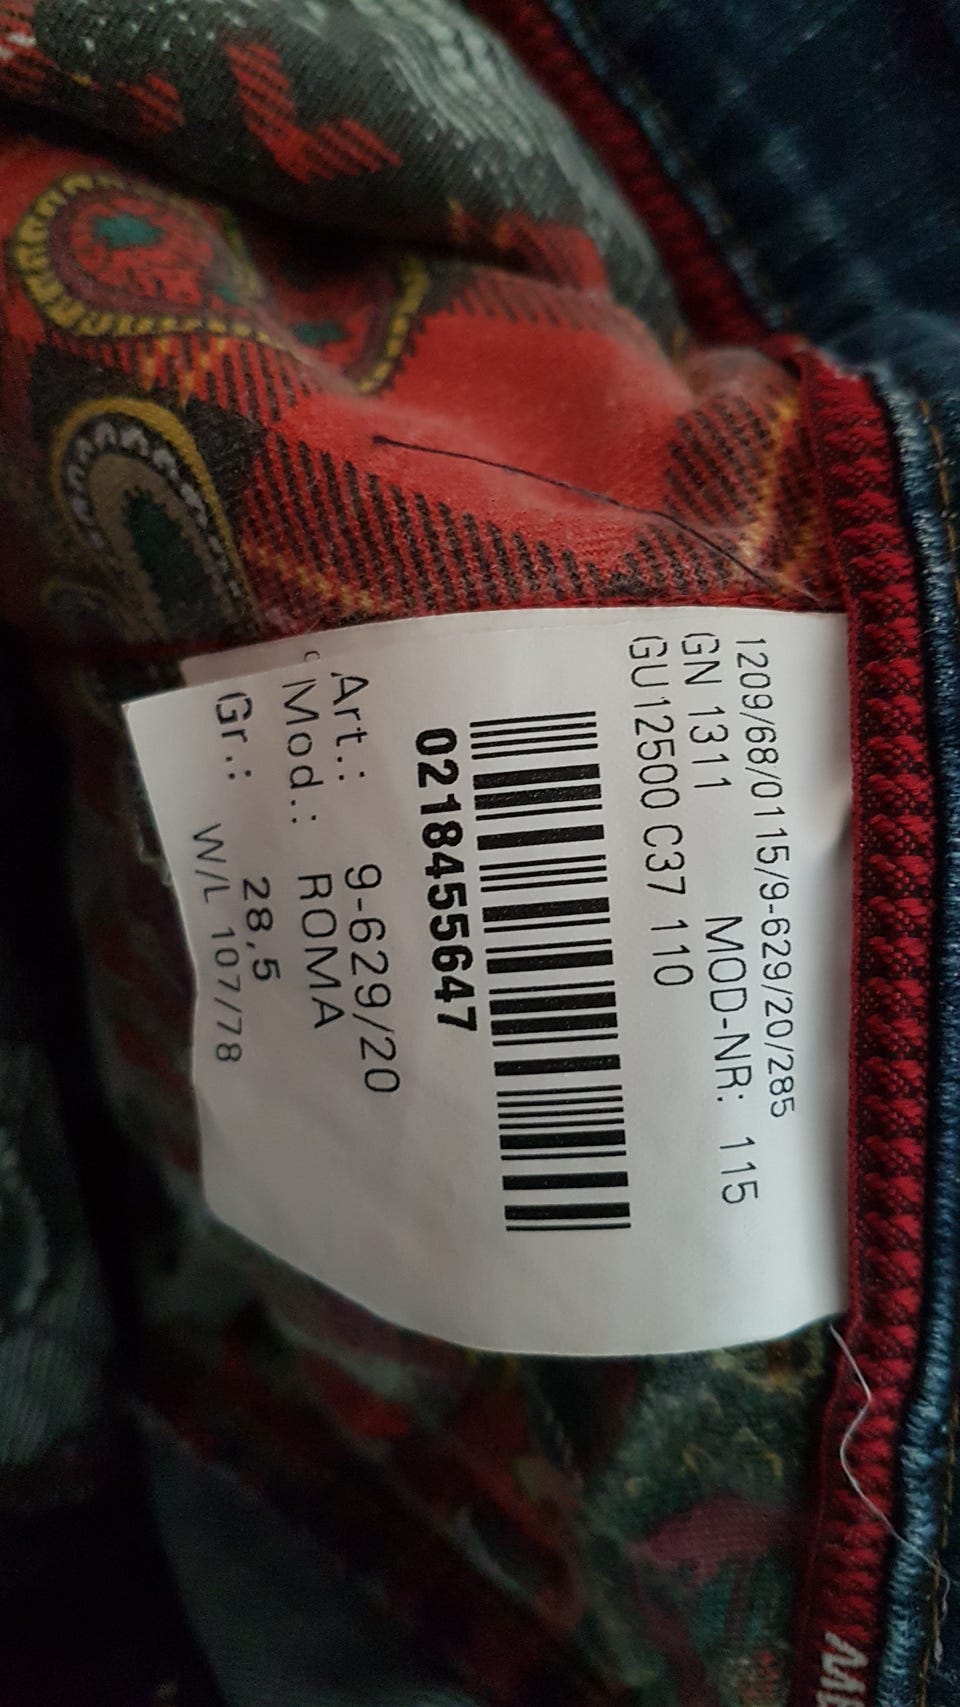 1209/68/0115/9-629/20/285
GN 1311 MOD-NR: 115
GU12500 C37 110
0218455647
Art.: 9-629/20
Mod.: ROMA
Gr.: 28,5
W/L 107/78